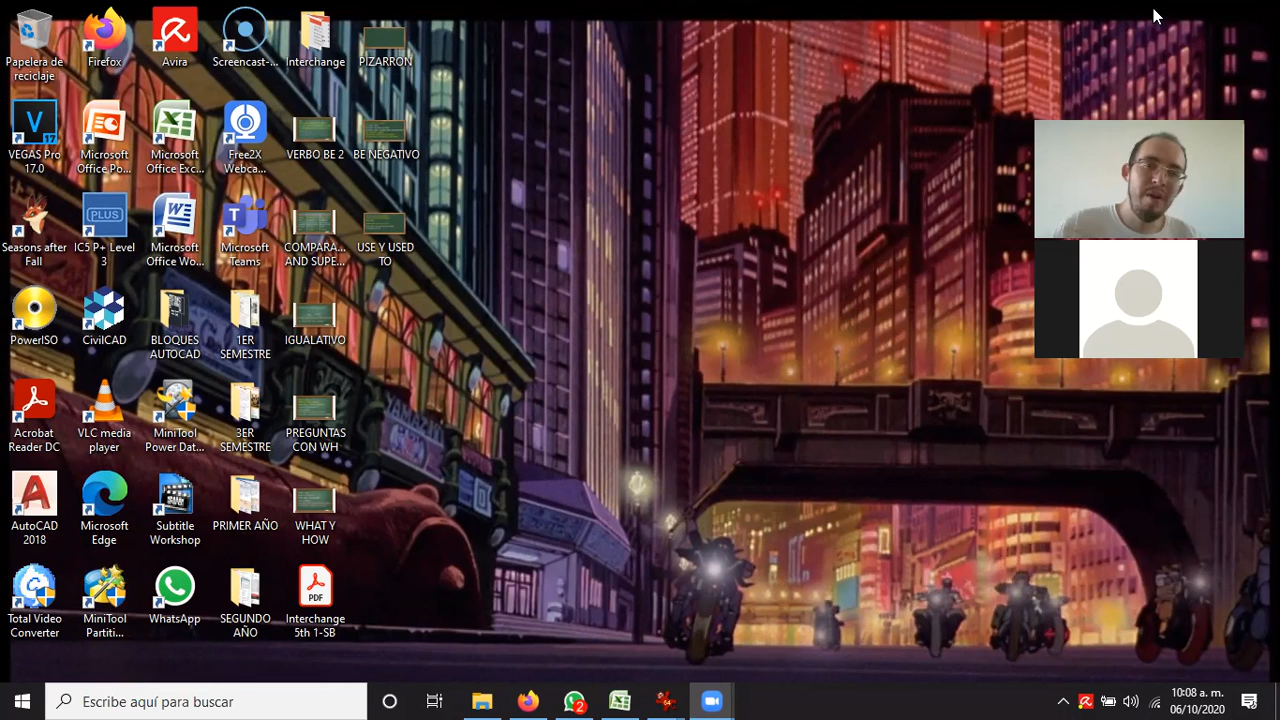 Papelera de
reciclaje
Firefox
Avira
Screencast-...
Interchange
PIZARRON
VEGAS Pro
17.0
Microsoft
Office Po...
Microsoft
Office Exc...
Free2X
Webca...
VERBO BE 2
BE NEGATIVO
Seasons after
Fall
PLUS
IC5 P+ Level
3
Microsoft
Office Wo...
Microsoft
Teams
COMPARA...
AND SUPE...
USE Y USED
TO
PowerISO
CivilCAD
BLOQUES
AUTOCAD
1ER
SEMESTRE
IGUALATIVO
Acrobat
Reader DC
VLC media
player
MiniTool
Power Dat...
3ER
SEMESTRE
PREGUNTAS
CON WH
AutoCAD
2018
Microsoft
Edge
Subtitle
Workshop
PRIMER AÑO
WHAT Y
HOW
PDF
Total Video
Converter
MiniTool
Partiti...
WhatsApp
SEGUNDO
AÑO
Interchange
5th 1-SB
Escribe aquí para buscar
2
64
10:08 a. m.
06/10/2020